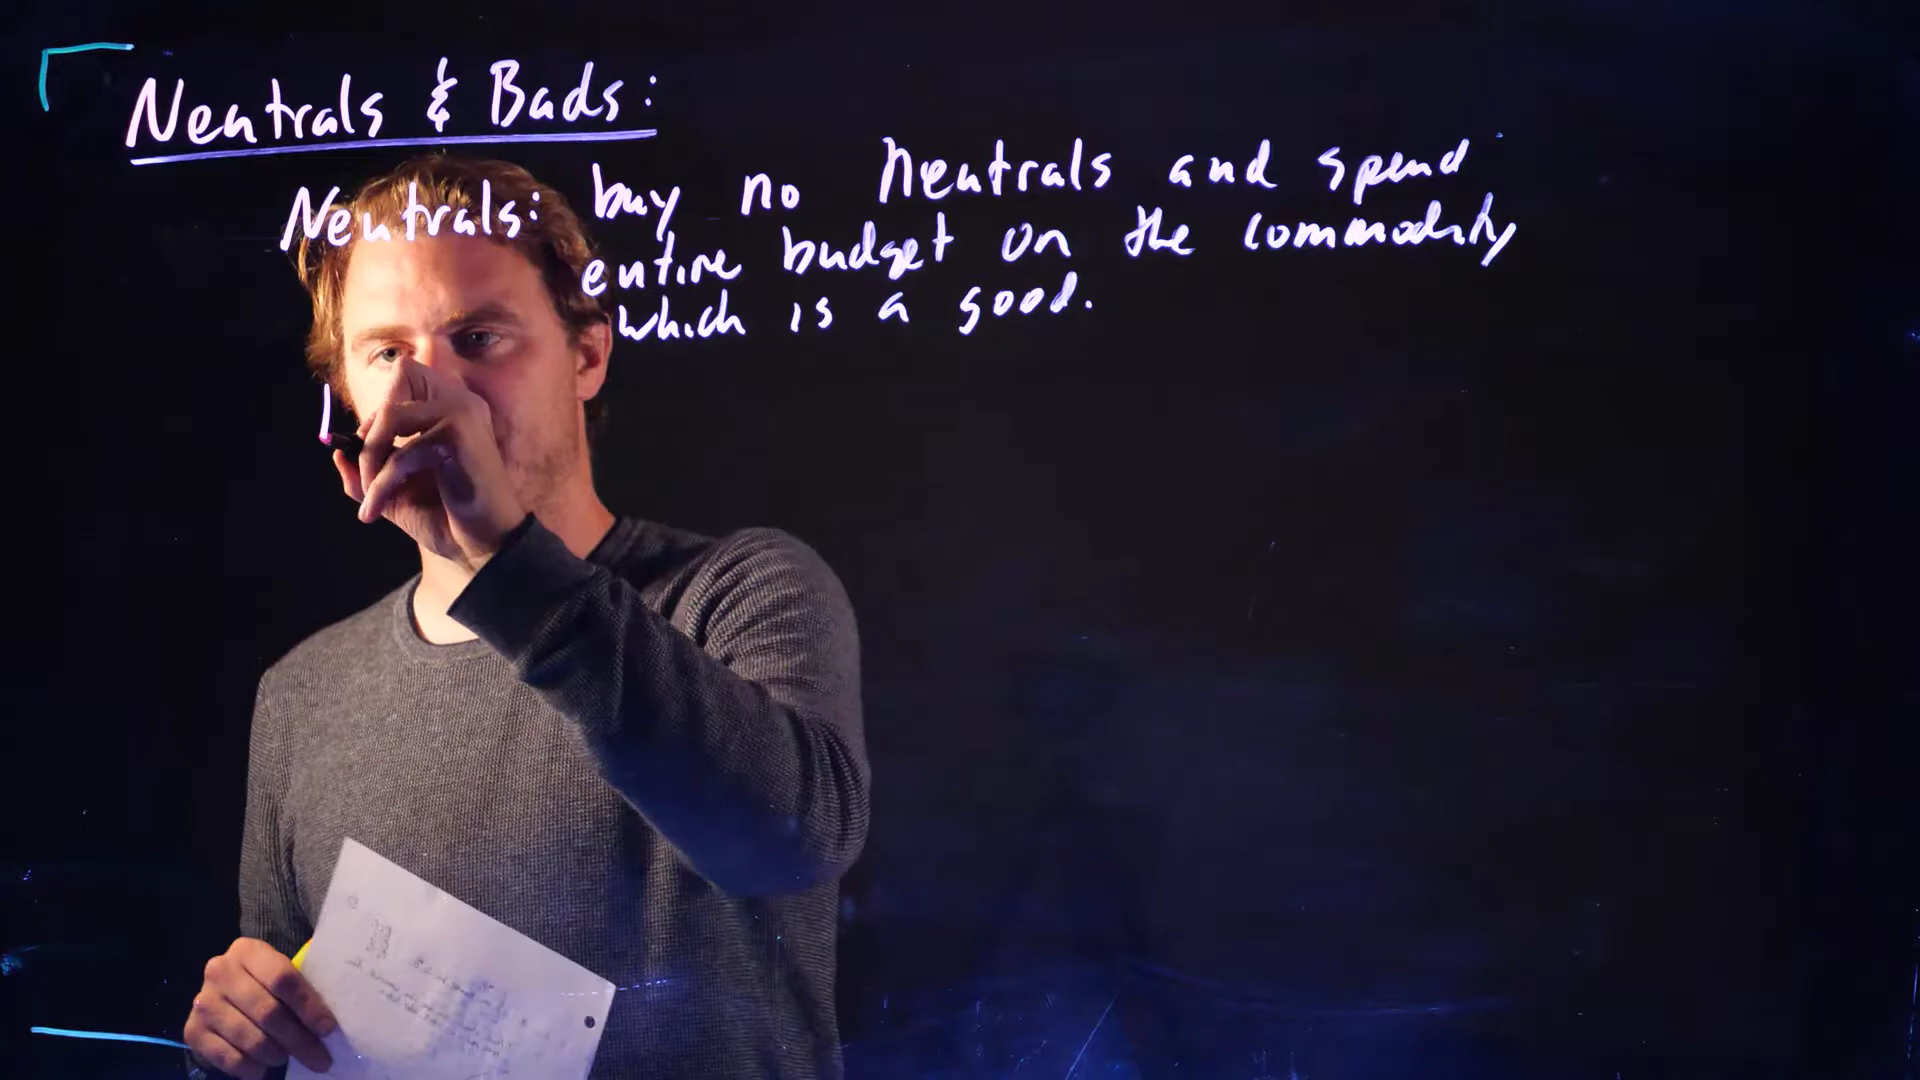 Neutrals & Bads:
Neutrals: buy no neutrals and spend
entire budget on the commodity
which is a good.